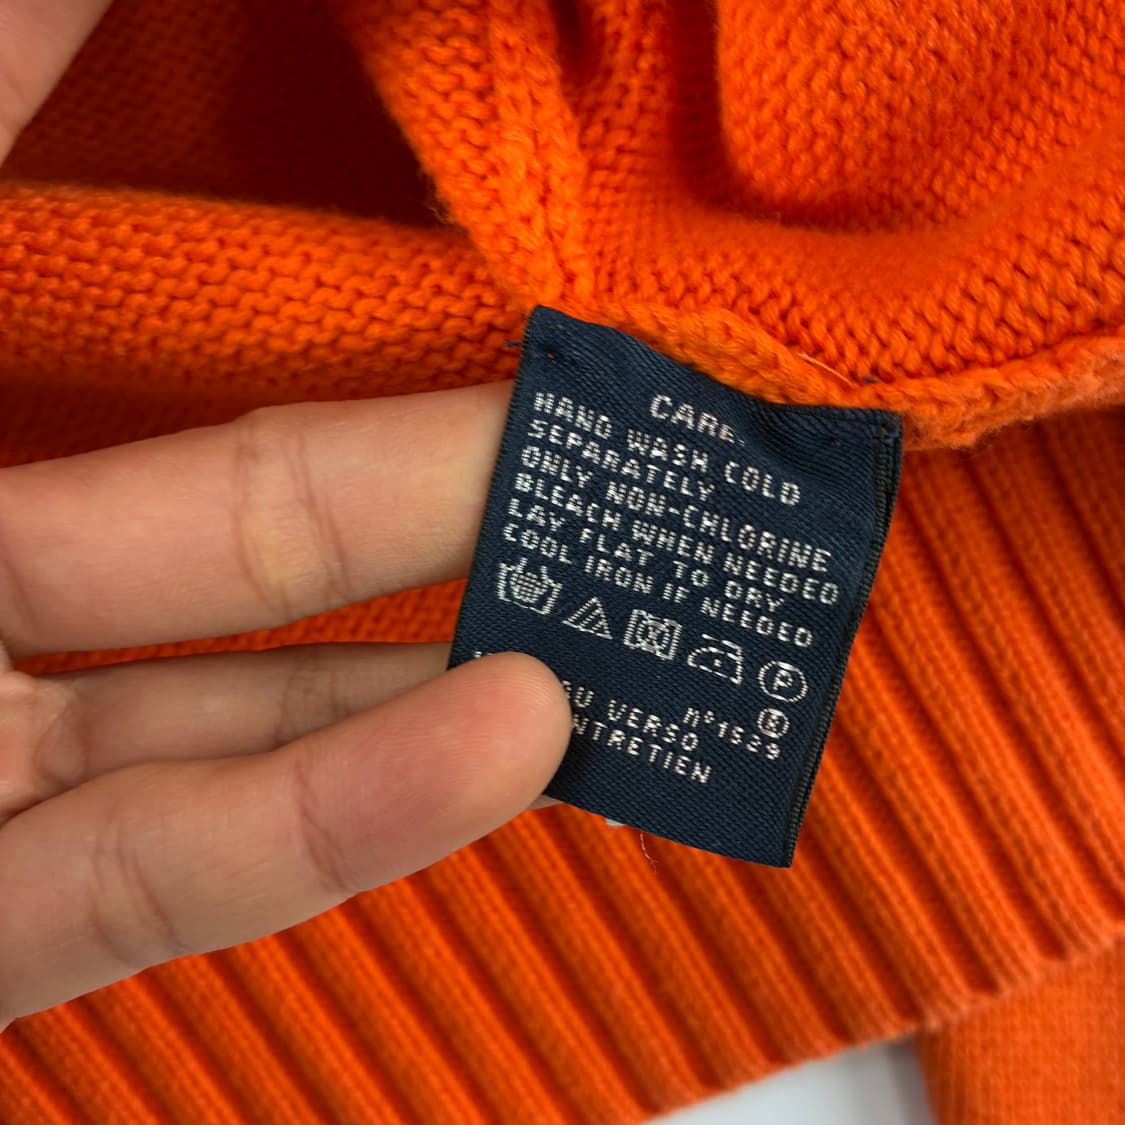 CARE:
HAND WASH COLD
SEPARATELY
ONLY NON-CHLORINE
BLEACH WHEN NEEDED
LAY FLAT TO DRY
COOL IRON IF NEEDED
P
VERSO n°1529